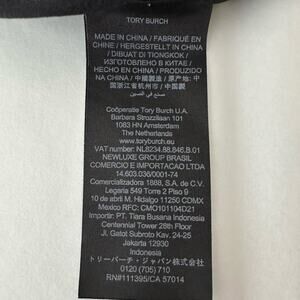 TORY BURCH
MADE IN CHINA / FABRIQUÉ EN
CHINE / HERGESTELLT IN CHINA
DIBUAT DI TIONGKOK /
ИЗГОТОВЛЕНО В КИТАЕ /
HECHO EN CHINA / PRODUZIDO
NA CHINA / 中國製造 / 原产地: 中
国浙江省杭州市 / 中国製
صنع في الصين
Coöperatie Tory Burch U.A.
Barbara Strozzilaan 101
1083 HN Amsterdam
The Netherlands
www.toryburch.eu
VAT number: NL8234.88.646.B.01
NEWLUXE GROUP BRASIL
COMERCIO E IMPORTACAO LTDA
14.603.036/0001-74
Comercializadora 1888, S.A. de C.V.
Legaria 549 Torre 2 Piso 9
10 de abril M. Hidalgo 11250 CDMX
Mexico RFC: CMO101104D21
Importir: PT. Tiara Busana Indonesia
Centennial Tower 28th Floor
Jl. Gatot Subroto Kav. 24-25
Jakarta 12930
Indonesia
トリーバーチ・ジャパン株式会社
0120 (705) 710
RN#111395/CA 57014